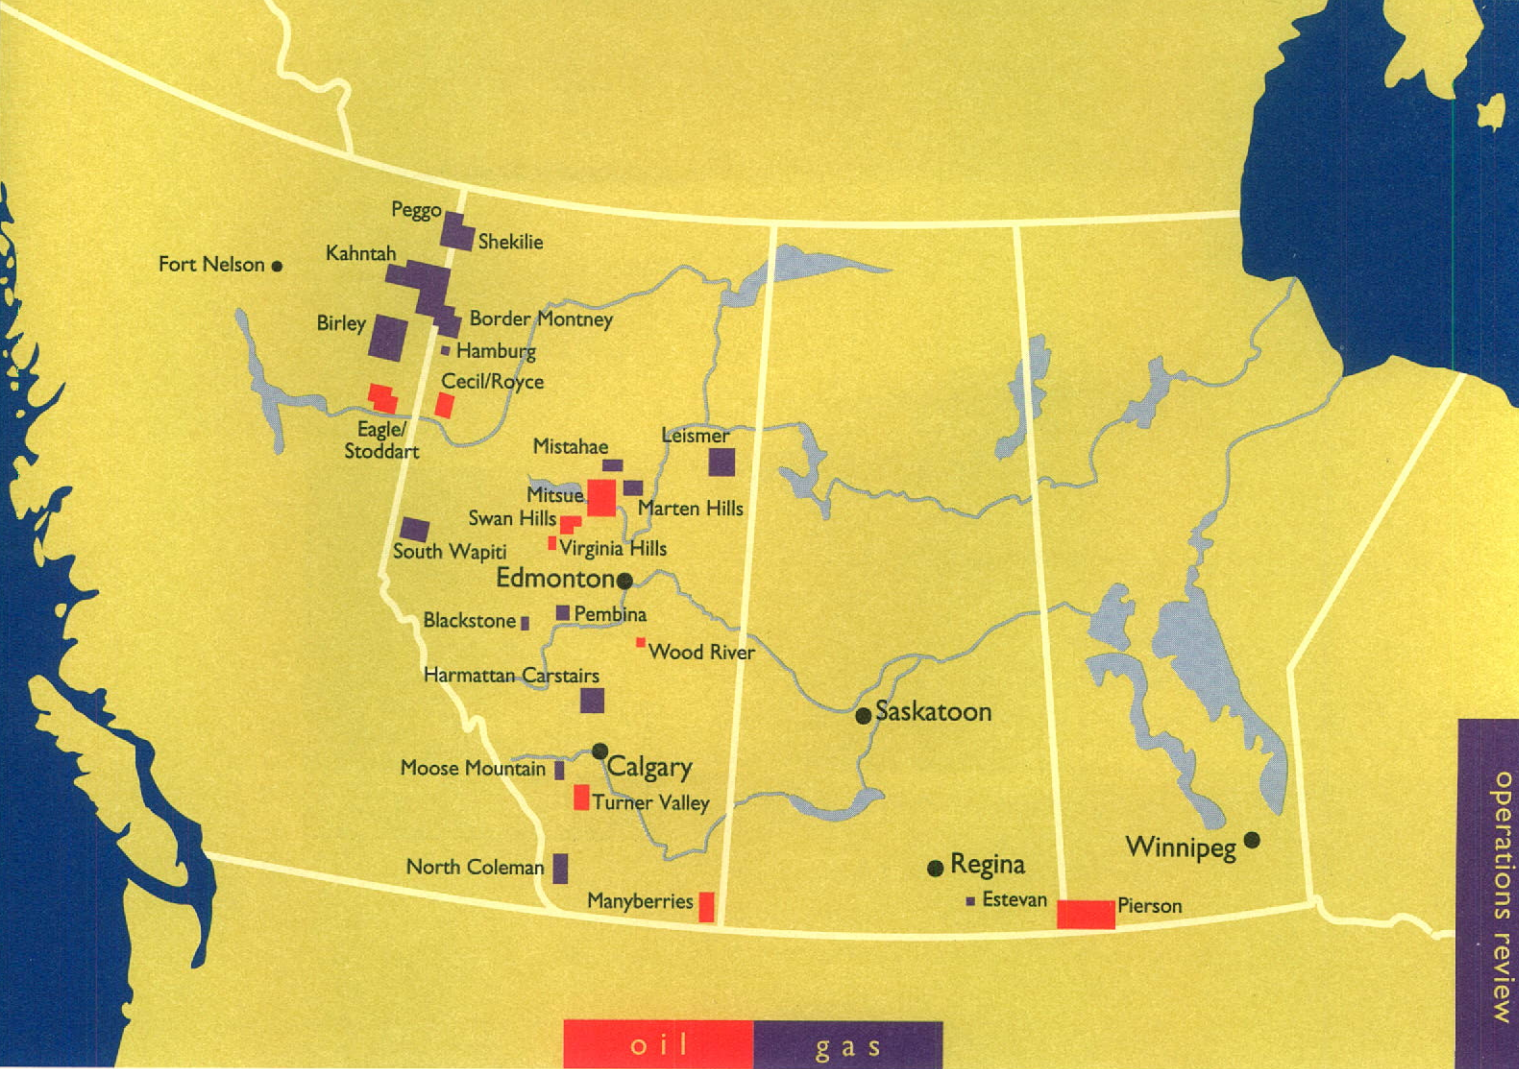 Peggo
Shekilie
Kahntah
Fort Nelson
Birley
Border Montney
Hamburg
Cecil/Royce
Eagle/
Stoddart
Mistahae
Leismer
Mitsue
Marten Hills
Swan Hills
South Wapiti
Virginia Hills
Edmonton
Blackstone
Pembina
Wood River
Harmattan Carstairs
Saskatoon
Moose Mountain
Calgary
Turner Valley
North Coleman
Manyberries
Regina
Estevan
Winnipeg
Pierson
operations review
oil
gas